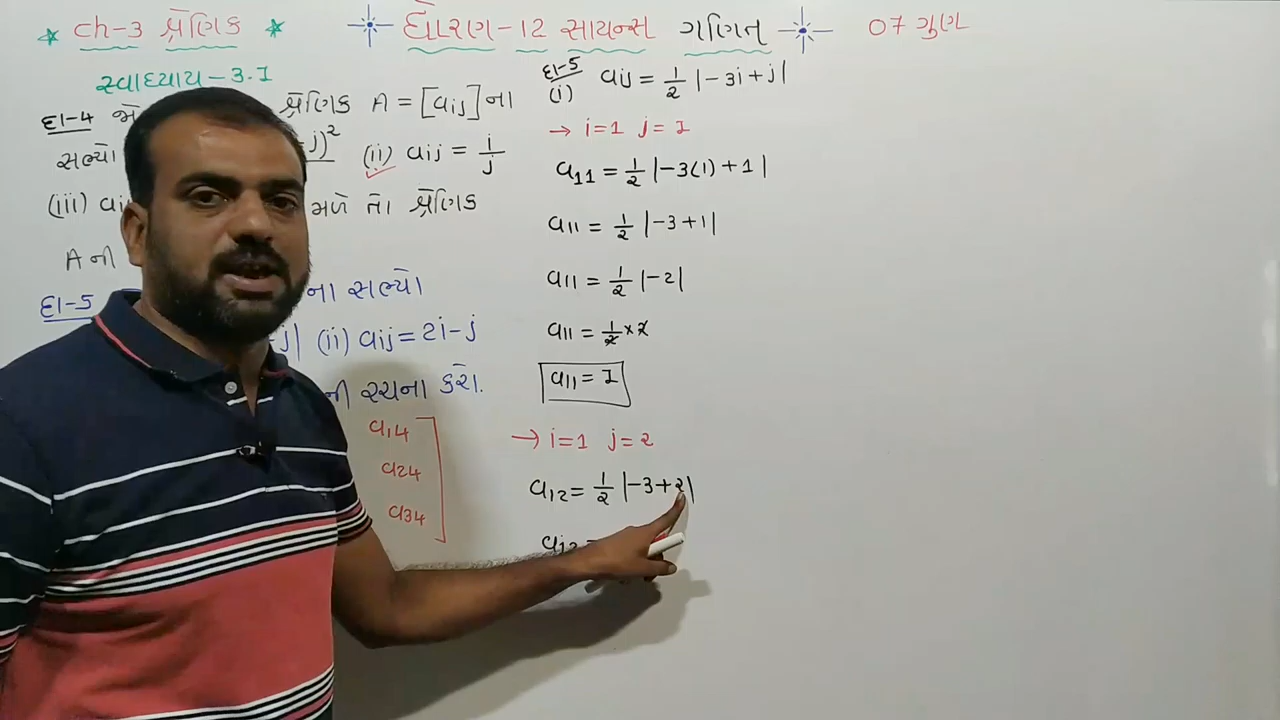 ★ ch-3 શ્રેણિક ★
ધોરણ-12 સાયન્સ ગણિત
07 ગુણ
સ્વાધ્યાય-3.1
દા-4
શ્રેણિક A = [aij] ના
સભ્યો
j)² (ii) aij = i/j
(iii) a
મળે તો શ્રેણિક
A ની
દા-5
ના સભ્યો
-j| (ii) aij = 2i-j
ની રચના કરો.
a14
a24
a34
દા-5
(i) aij = 1/2 |-3i+j|
→ i=1 j=1
a11 = 1/2 |-3(1)+1|
a11 = 1/2 |-3+1|
a11 = 1/2 |-2|
a11 = 1/2 × 2
a11 = 1
→ i=1 j=2
a12 = 1/2 |-3+2|
a12 =